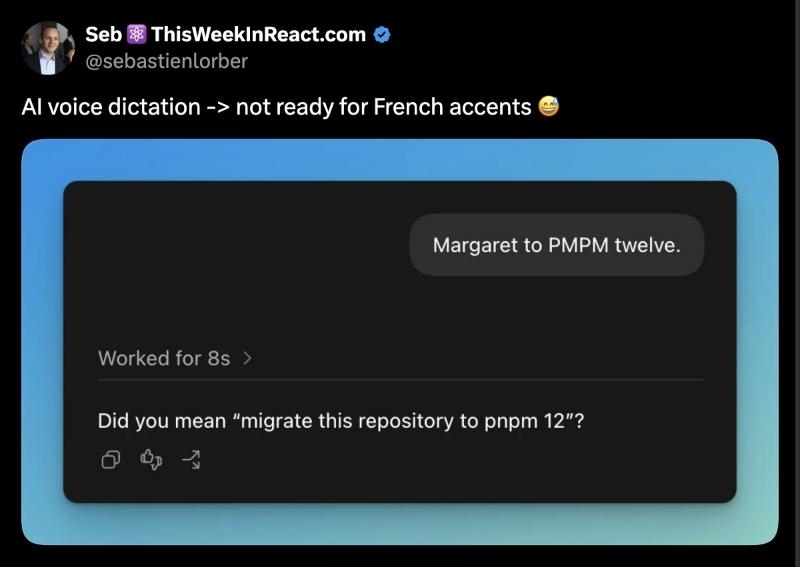 Seb ⚛️ ThisWeekInReact.com
@sebastienlorber
AI voice dictation -> not ready for French accents 😅
Margaret to PMPM twelve.
Worked for 8s >
Did you mean “migrate this repository to pnpm 12”?